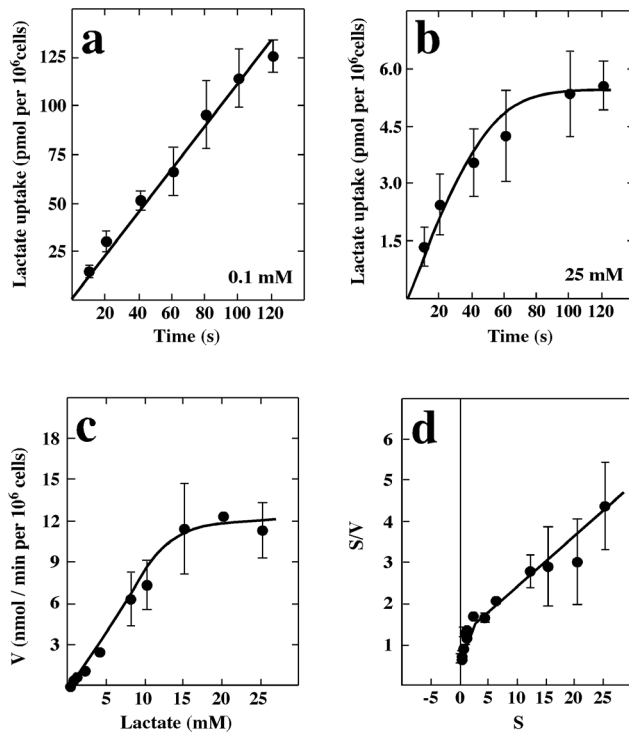 a
Lactate uptake (pmol per 10⁶cells)
125
100
75
50
25
0.1 mM
20 40 60 80 100 120
Time (s)
b
Lactate uptake (pmol per 10⁶cells)
6.0
4.5
3.0
1.5
25 mM
20 40 60 80 100 120
Time (s)
c
V (nmol / min per 10⁶ cells)
18
15
12
9
6
3
5 10 15 20 25
Lactate (mM)
d
S/V
6
5
4
3
2
1
-5 0 5 10 15 20 25
S